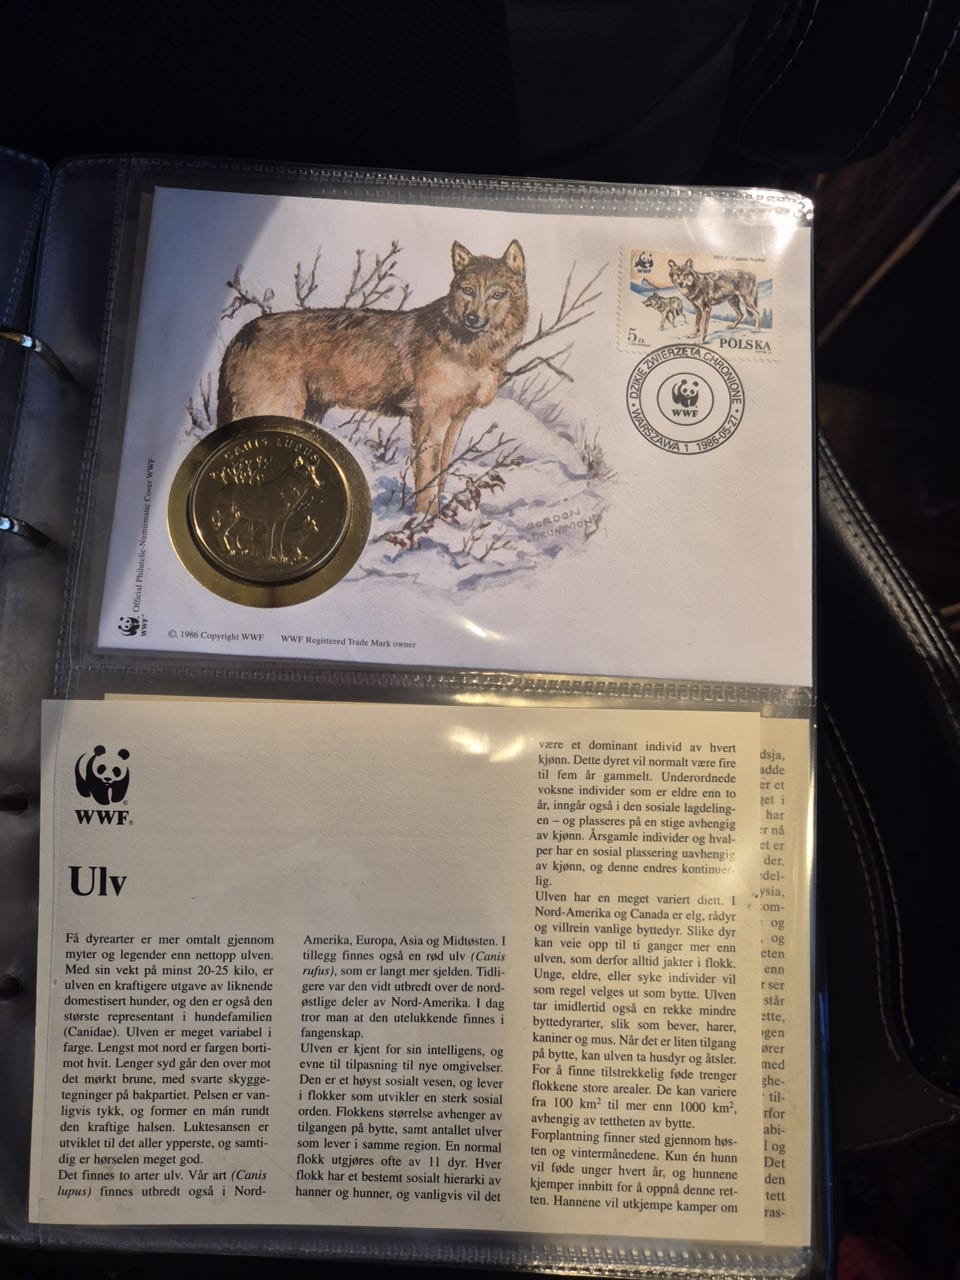 CANIS LUPUS
WWF
WILK-Canis lupus
5 zł
POLSKA
DZIKIE ZWIERZĘTA CHRONIONE
WWF
WARSZAWA 1 1986-05-27
GORDON
DRUMMOND
Official Philatelic-Numismatic Cover WWF
WWF
©, 1986 Copyright WWF WWF Registered Trade Mark owner
WWF
Ulv
Få dyrearter er mer omtalt gjennom
myter og legender enn nettopp ulven.
Med sin vekt på minst 20-25 kilo, er
ulven en kraftigere utgave av liknende
domestisert hunder, og den er også den
største representant i hundefamilien
(Canidae). Ulven er meget variabel i
farge. Lengst mot nord er fargen borti-
mot hvit. Lenger syd går den over mot
det mørkt brune, med svarte skygge-
tegninger på bakpartiet. Pelsen er van-
ligvis tykk, og former en mán rundt
den kraftige halsen. Luktesansen er
utviklet til det aller ypperste, og samti-
dig er hørselen meget god.
Det finnes to arter ulv. Vår art (Canis
lupus) finnes utbredt også i Nord-
Amerika, Europa, Asia og Midtøsten. I
tillegg finnes også en rød ulv (Canis
rufus), som er langt mer sjelden. Tidli-
gere var den vidt utbredt over de nord-
østlige deler av Nord-Amerika. I dag
tror man at den utelukkende finnes i
fangenskap.
Ulven er kjent for sin intelligens, og
evne til tilpasning til nye omgivelser.
Den er et høyst sosialt vesen, og lever
i flokker som utvikler en sterk sosial
orden. Flokkens størrelse avhenger av
tilgangen på bytte, samt antallet ulver
som lever i samme region. En normal
flokk utgjøres ofte av 11 dyr. Hver
flokk har et bestemt sosialt hierarki av
hanner og hunner, og vanligvis vil det
være et dominant individ av hvert
kjønn. Dette dyret vil normalt være fire
til fem år gammelt. Underordnede
voksne individer som er eldre enn to
år, inngår også i den sosiale lagdeling-
en – og plasseres på en stige avhengig
av kjønn. Årsgamle individer og hval-
per har en sosial plassering uavhengig
av kjønn, og denne endres kontinuer-
lig.
Ulven har en meget variert diett. I
Nord-Amerika og Canada er elg, rådyr
og villrein vanlige byttedyr. Slike dyr
kan veie opp til ti ganger mer enn
ulven, som derfor alltid jakter i flokk.
Unge, eldre, eller syke individer vil
som regel velges ut som bytte. Ulven
tar imidlertid også en rekke mindre
byttedyrarter, slik som bever, harer,
kaniner og mus. Når det er liten tilgang
på bytte, kan ulven ta husdyr og åtsler.
For å finne tilstrekkelig føde trenger
flokkene store arealer. De kan variere
fra 100 km² til mer enn 1000 km²,
avhengig av tettheten av bytte.
Forplantning finner sted gjennom høs-
ten og vintermånedene. Kun én hunn
vil føde unger hvert år, og hunnene
kjemper innbitt for å oppnå denne ret-
ten. Hannene vil utkjempe kamper om